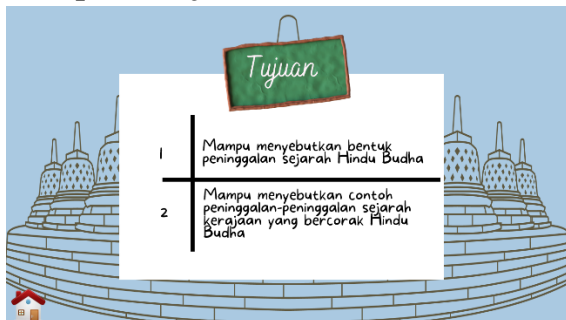 Tujuan
1
Mampu menyebutkan bentuk
peninggalan sejarah Hindu Budha
2
Mampu menyebutkan contoh
peninggalan-peninggalan sejarah
kerajaan yang bercorak Hindu
Budha